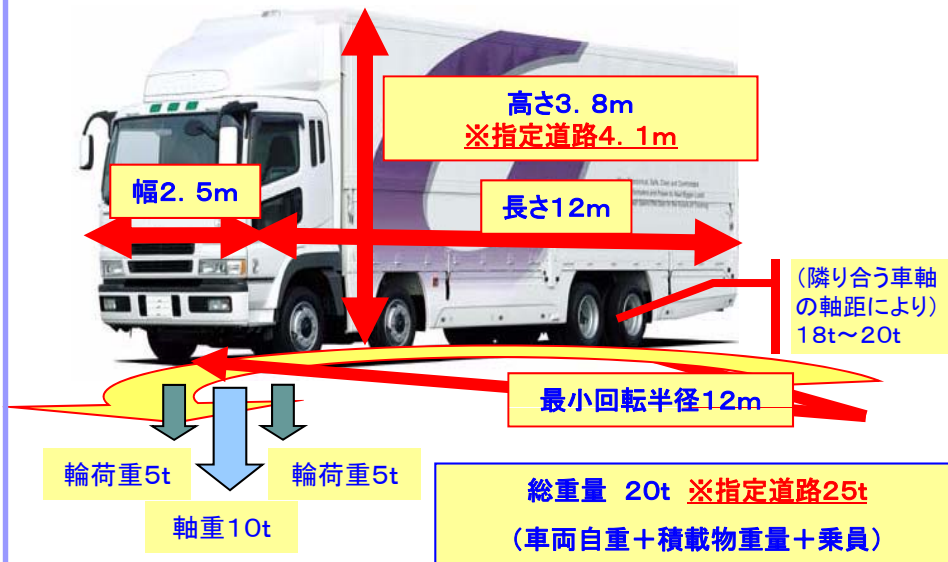 高さ3.8m
※指定道路4.1m
幅2.5m
長さ12m
(隣り合う車軸
の軸距により)
18t~20t
最小回転半径12m
輪荷重5t
輪荷重5t
軸重10t
総重量 20t ※指定道路25t
(車両自重+積載物重量+乗員)